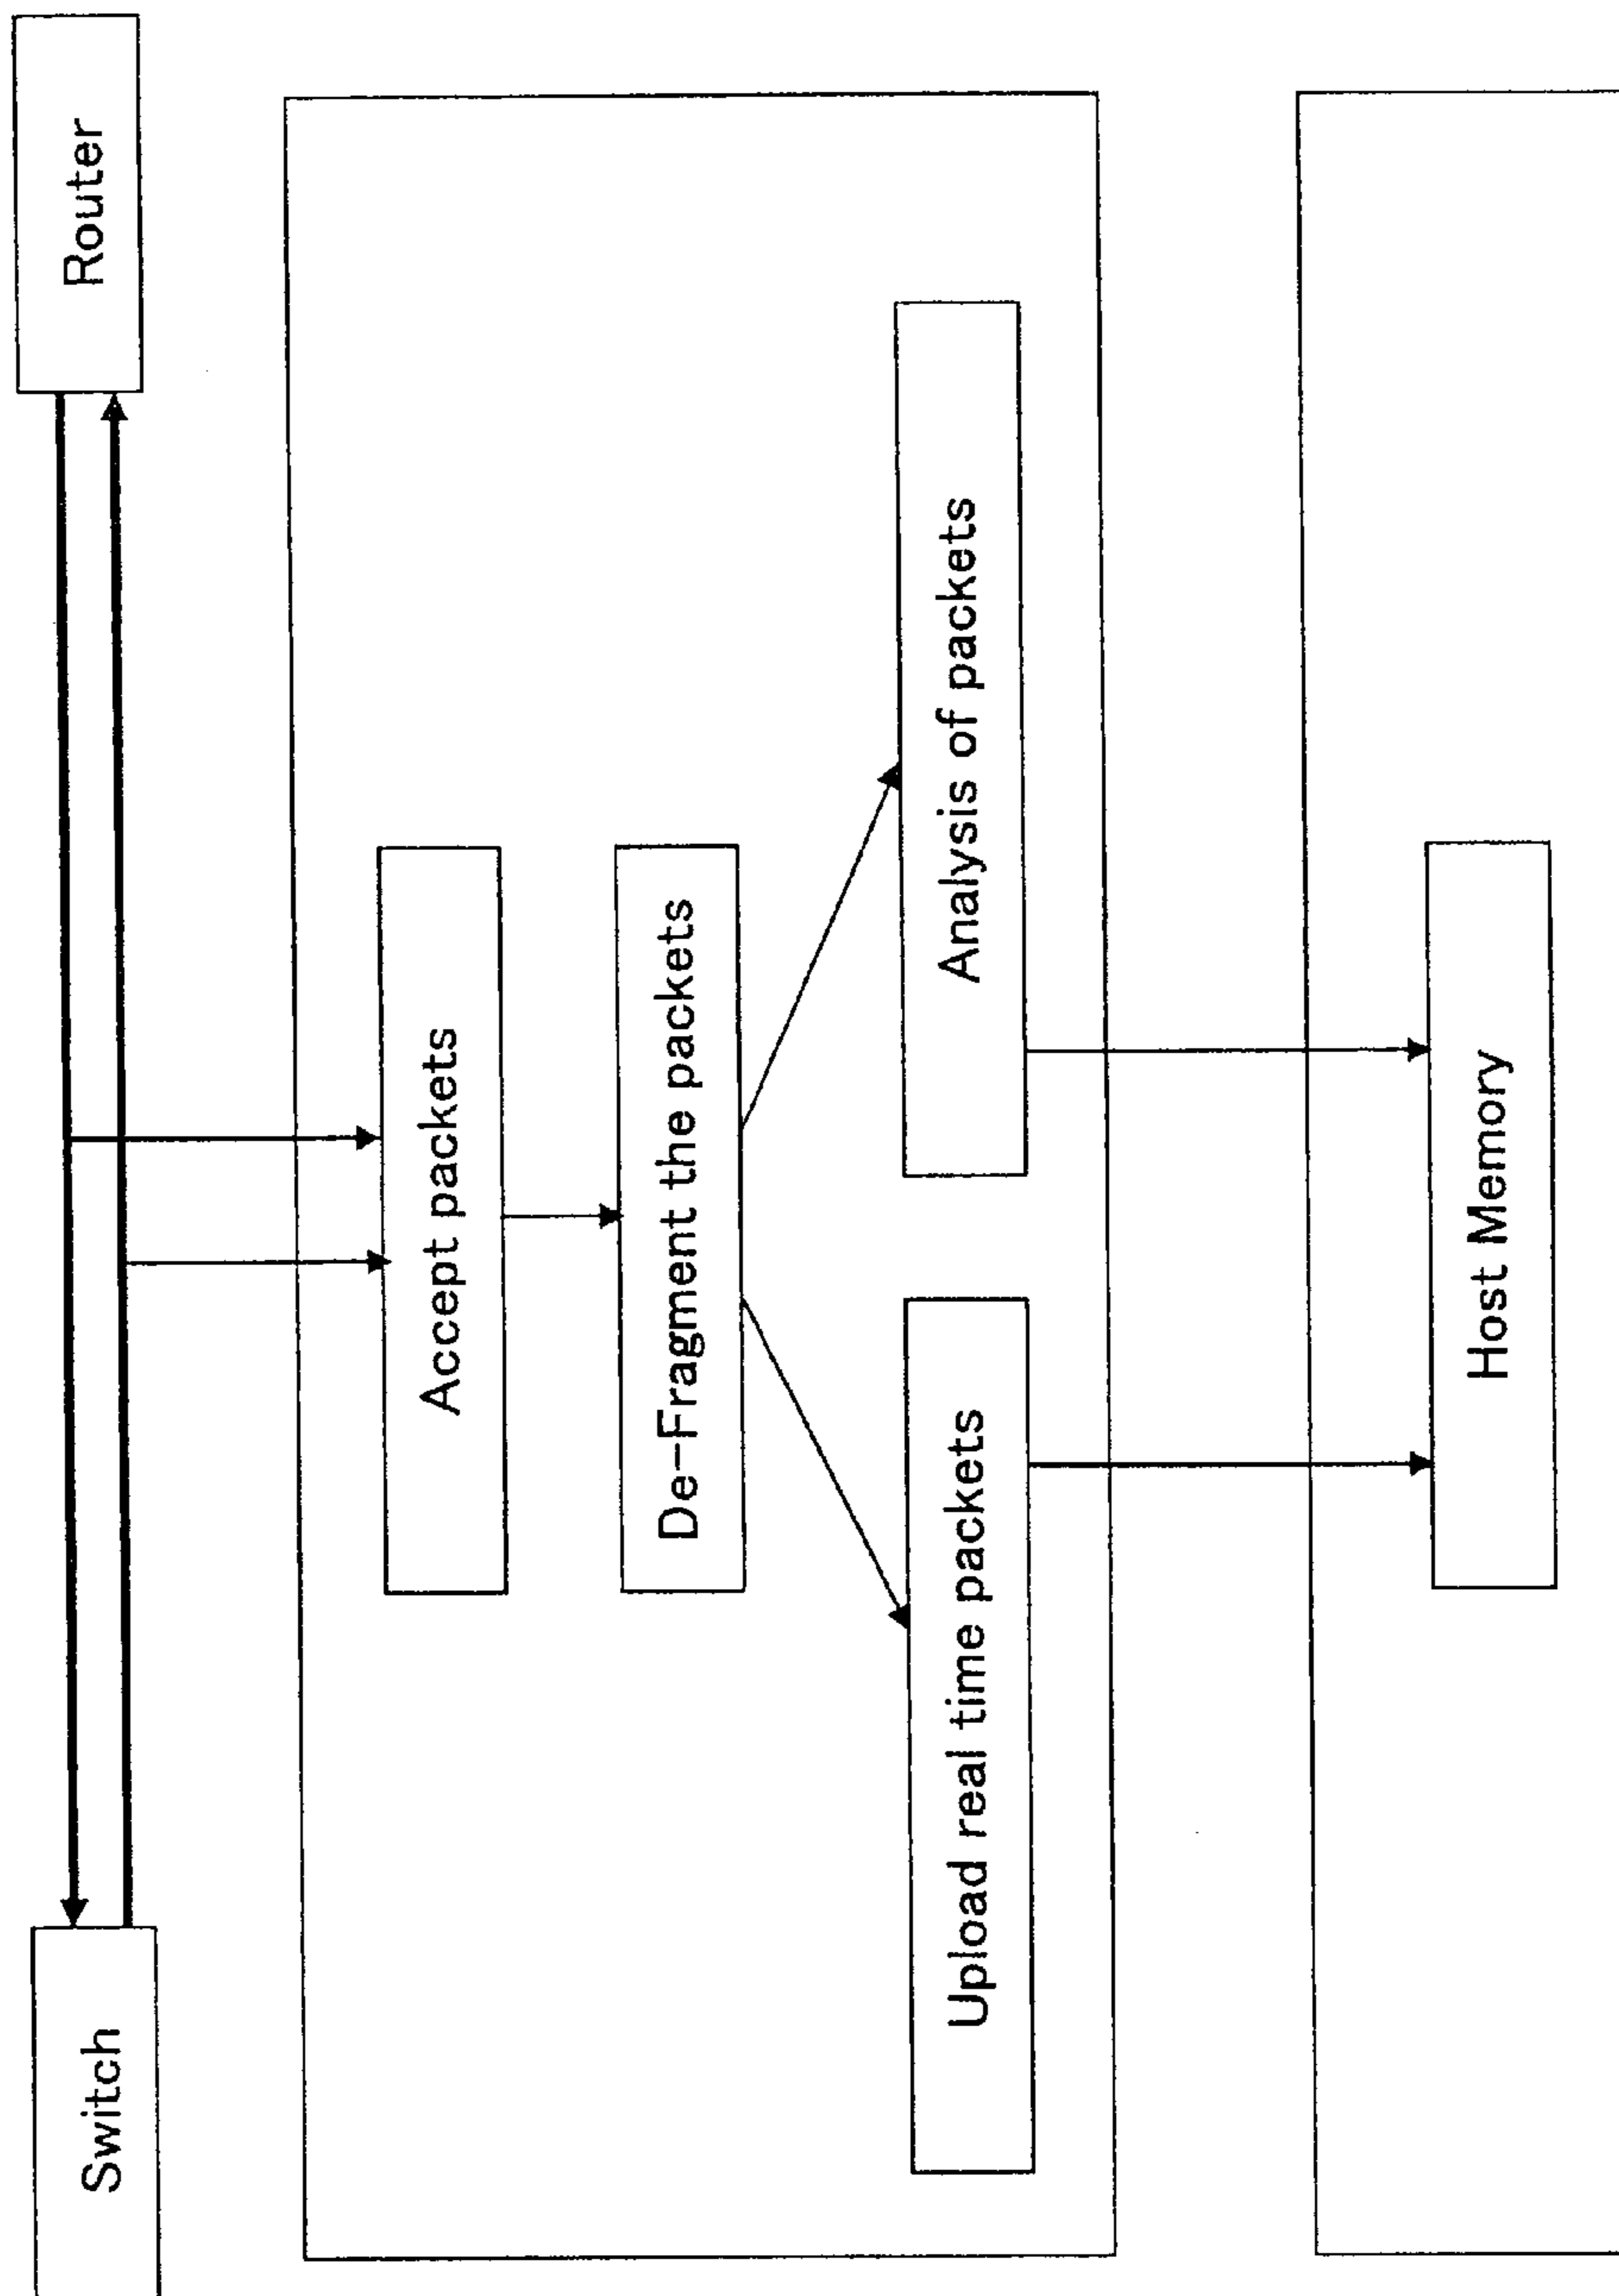 Switch
Router
Accept packets
De-Fragment the packets
Upload real time packets
Analysis of packets
Host Memory